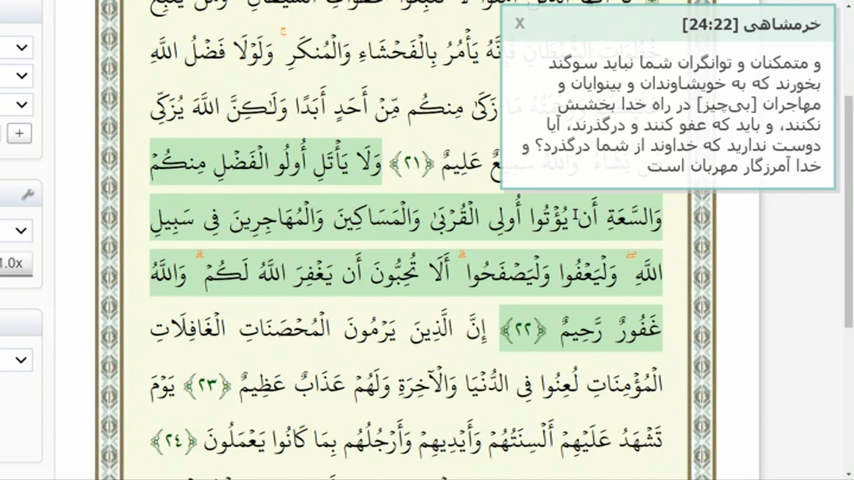 خرمشاهی [24:22]
X
و متمکنان و توانگران شما نباید سوگند
بخورند که به خویشاوندان و بینوایان و
مهاجران [بی‌چیز] در راه خدا بخشش
نکنند، و باید که عفو کنند و درگذرند، آیا
دوست ندارید که خداوند از شما درگذرد؟ و
خدا آمرزگار مهربان است
فَإِنَّهُ يَأْمُرُ بِالْفَحْشَاءِ وَالْمُنكَرِ ۚ وَلَوْلَا فَضْلُ اللَّهِ
زَكَىٰ مِنكُم مِّنْ أَحَدٍ أَبَدًا وَلَـٰكِنَّ اللَّهَ يُزَكِّي
عَلِيمٌ ﴿٢١﴾ وَلَا يَأْتَلِ أُولُو الْفَضْلِ مِنكُمْ
وَالسَّعَةِ أَن يُؤْتُوا أُولِي الْقُرْبَىٰ وَالْمَسَاكِينَ وَالْمُهَاجِرِينَ فِي سَبِيلِ
اللَّهِ ۖ وَلْيَعْفُوا وَلْيَصْفَحُوا ۗ أَلَا تُحِبُّونَ أَن يَغْفِرَ اللَّهُ لَكُمْ ۗ وَاللَّهُ
غَفُورٌ رَّحِيمٌ ﴿٢٢﴾ إِنَّ الَّذِينَ يَرْمُونَ الْمُحْصَنَاتِ الْغَافِلَاتِ
الْمُؤْمِنَاتِ لُعِنُوا فِي الدُّنْيَا وَالْآخِرَةِ وَلَهُمْ عَذَابٌ عَظِيمٌ ﴿٢٣﴾ يَوْمَ
تَشْهَدُ عَلَيْهِمْ أَلْسِنَتُهُمْ وَأَيْدِيهِمْ وَأَرْجُلُهُم بِمَا كَانُوا يَعْمَلُونَ ﴿٢٤﴾
1.0x